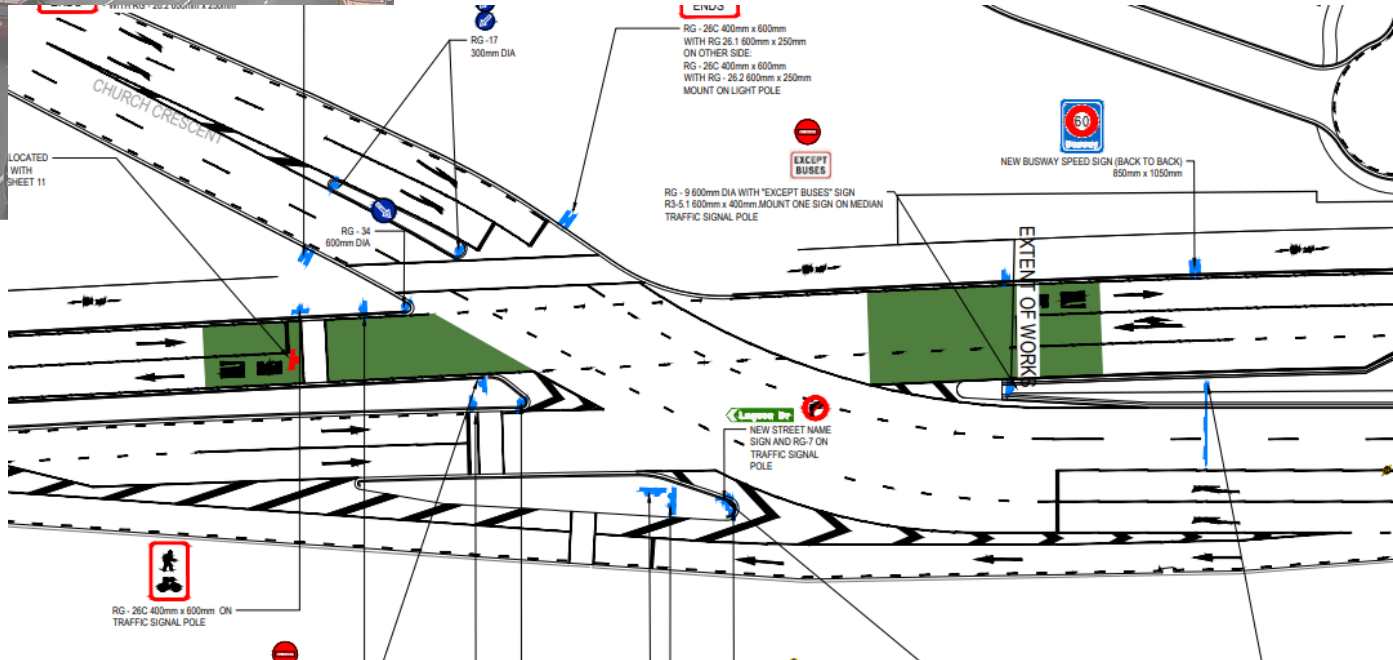 ENDS
WITH RG - 26.2 600mm x 250mm
RG -17
300mm DIA
ENDS
RG - 26C 400mm x 600mm
WITH RG 26.1 600mm x 250mm
ON OTHER SIDE:
RG - 26C 400mm x 600mm
WITH RG - 26.2 600mm x 250mm
MOUNT ON LIGHT POLE
CHURCH CRESCENT
LOCATED
WITH
SHEET 11
60
Busway
NEW BUSWAY SPEED SIGN (BACK TO BACK)
850mm x 1050mm
EXCEPT
BUSES
RG - 9 600mm DIA WITH "EXCEPT BUSES" SIGN
R3-5.1 600mm x 400mm.MOUNT ONE SIGN ON MEDIAN
TRAFFIC SIGNAL POLE
RG - 34
600mm DIA
EXTENT OF WORKS
Lagoon Dr
NEW STREET NAME
SIGN AND RG-7 ON
TRAFFIC SIGNAL
POLE
RG - 26C 400mm x 600mm ON
TRAFFIC SIGNAL POLE